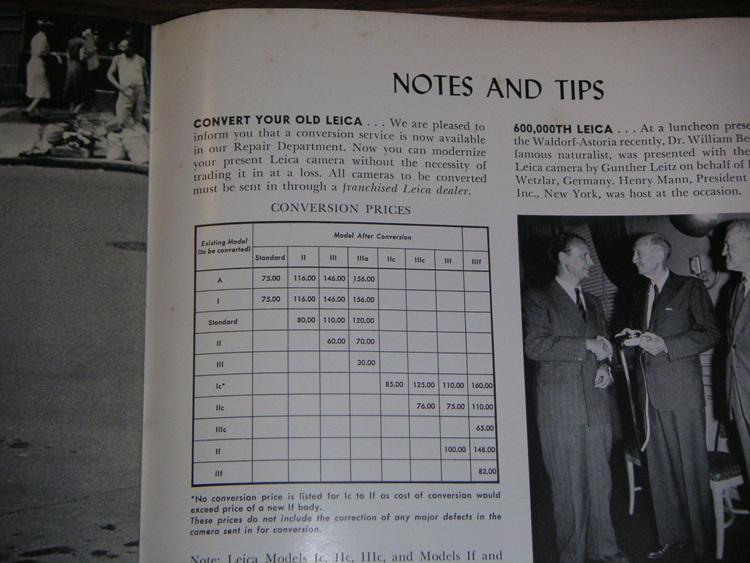 NOTES AND TIPS
CONVERT YOUR OLD LEICA . . . We are pleased to
inform you that a conversion service is now available
in our Repair Department. Now you can modernize
your present Leica camera without the necessity of
trading it in at a loss. All cameras to be converted
must be sent in through a franchised Leica dealer.
CONVERSION PRICES
Existing Model
(to be converted)
Model After Conversion
Standard II III IIIa IIc IIIc IIf IIIf
A 75.00 116.00 146.00 156.00
I 75.00 116.00 146.00 156.00
Standard 80.00 110.00 120.00
II 60.00 70.00
III 30.00
Ic* 85.00 125.00 110.00 160.00
IIc 76.00 75.00 110.00
IIIc 65.00
If 100.00 148.00
IIf 82.00
*No conversion price is listed for Ic to If as cost of conversion would
exceed price of a new If body.
These prices do not include the correction of any major defects in the
camera sent in for conversion.
Note: Leica Models Ic, IIc, IIIc, and Models If and
600,000TH LEICA . . . At a luncheon
the Waldorf-Astoria recently, Dr. William
famous naturalist, was presented with the
Leica camera by Gunther Leitz on behalf of
Wetzlar, Germany. Henry Mann, President
Inc., New York, was host at the occasion.